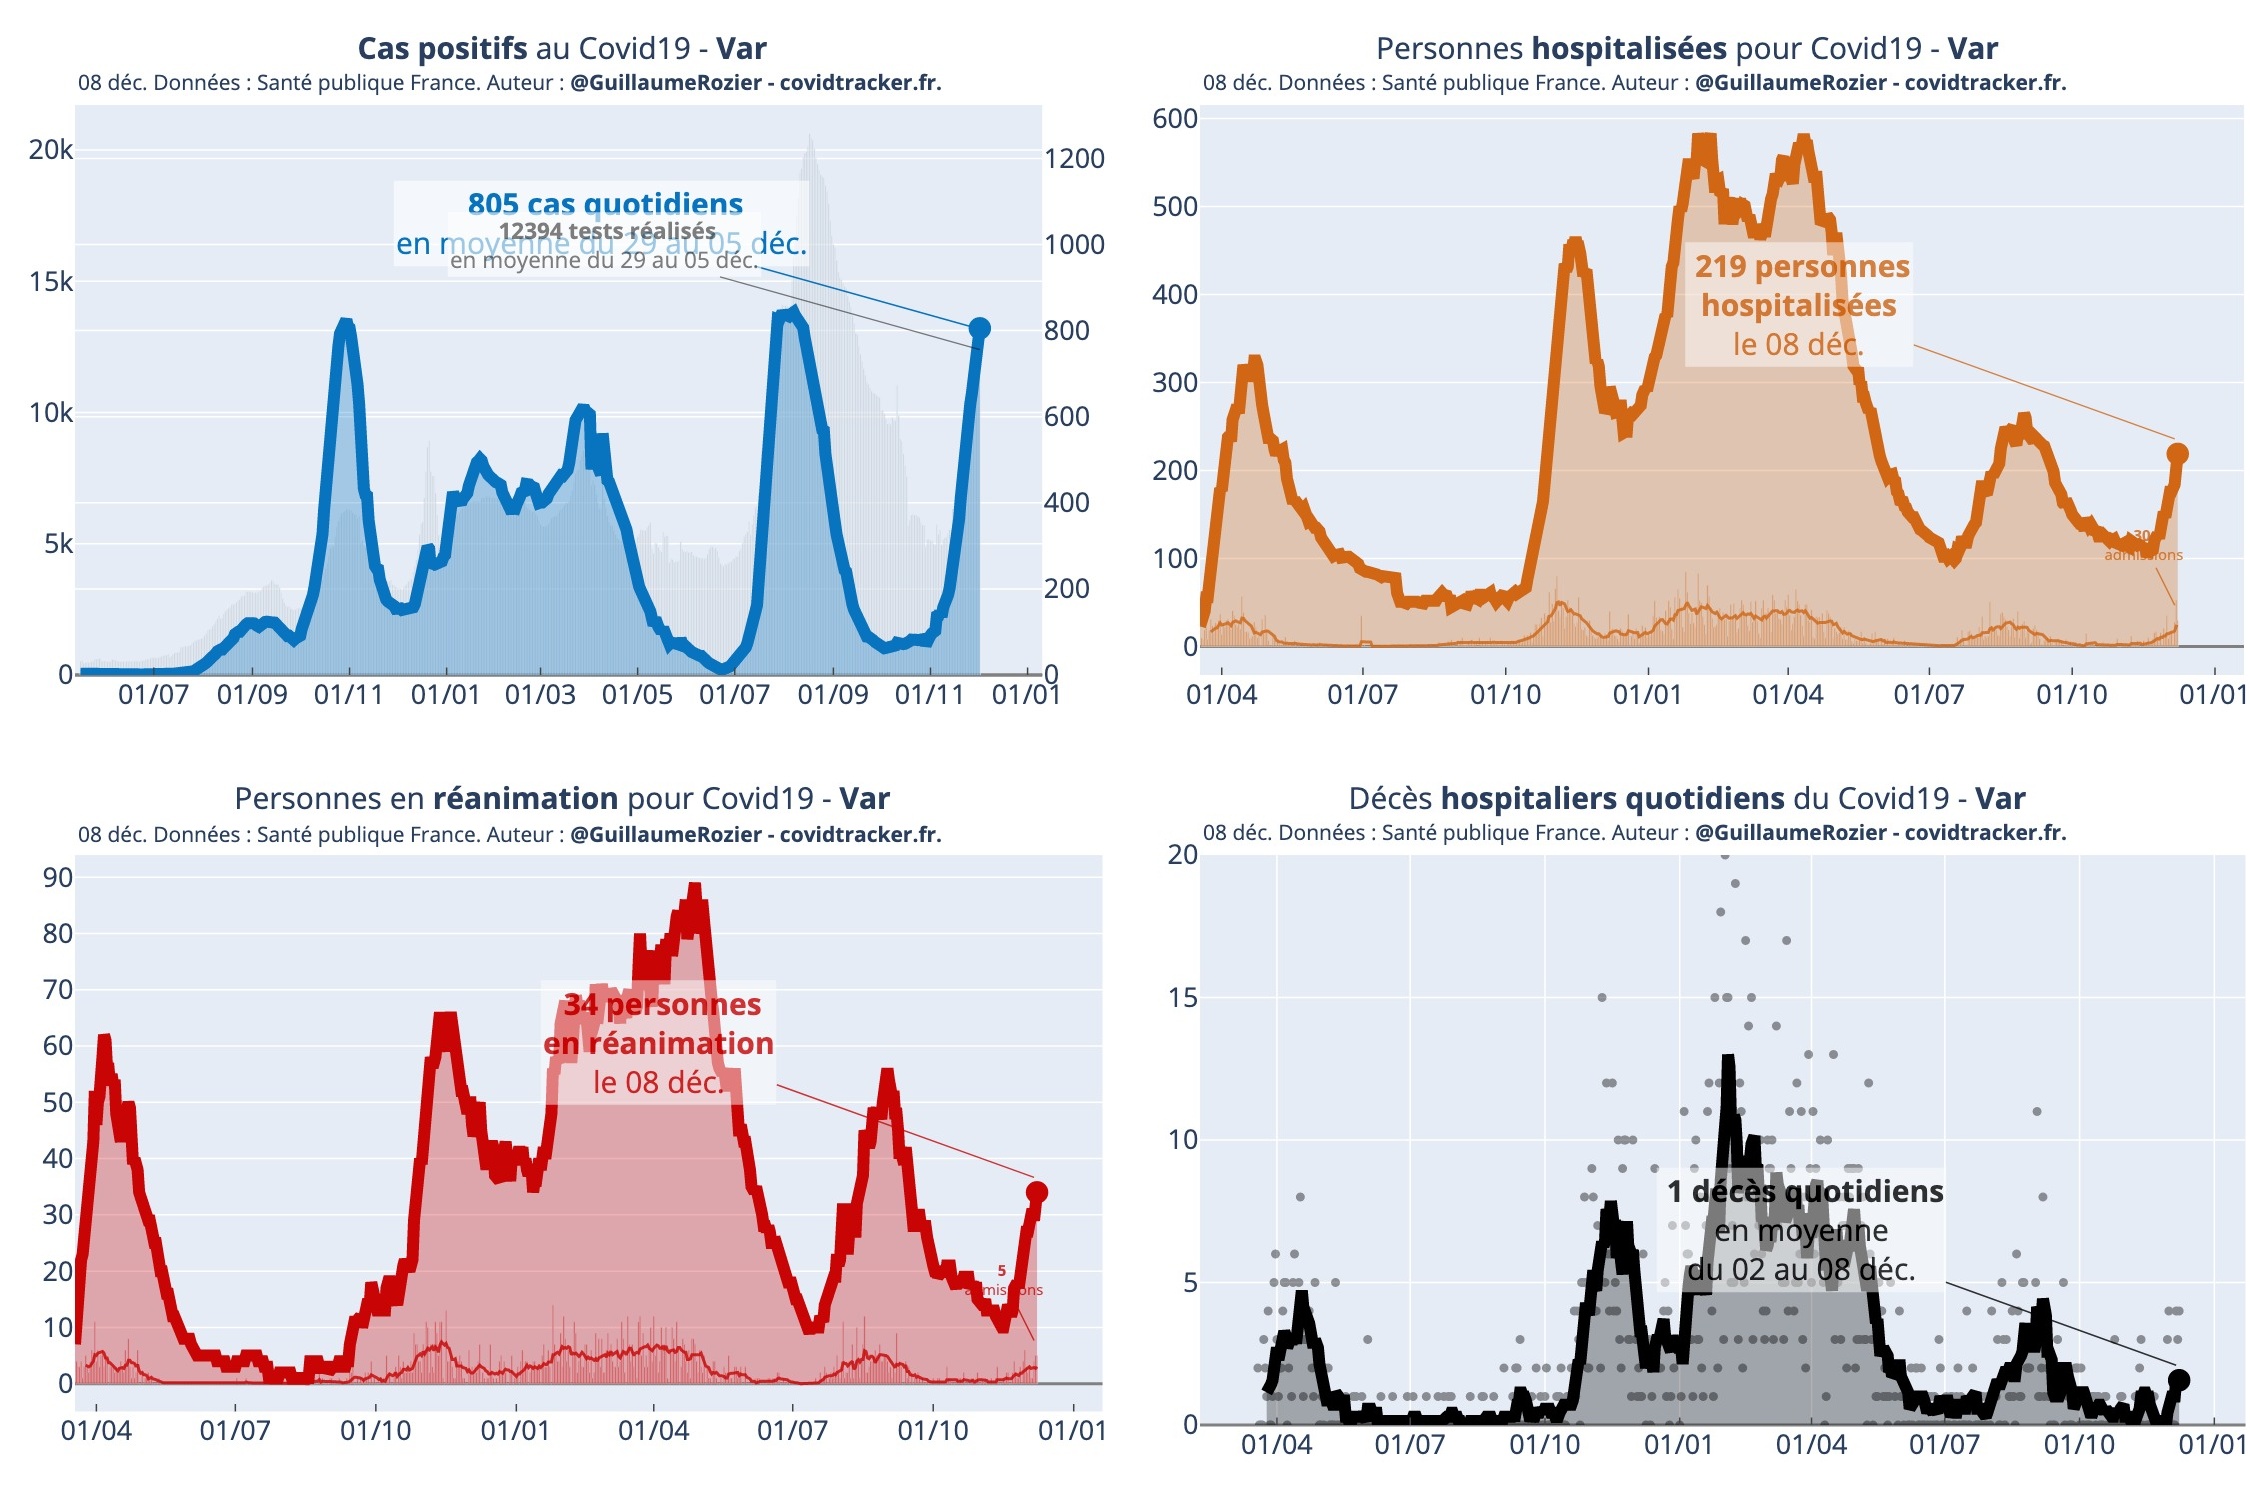 Cas positifs au Covid19 - Var
08 déc. Données : Santé publique France. Auteur : @GuillaumeRozier - covidtracker.fr.
20k
15k
10k
5k
0
1200
1000
800
600
400
200
0
805 cas quotidiens
en moyenne du 29 au 05 déc.
12394 tests réalisés
en moyenne du 29 au 05 déc.
01/07 01/09 01/11 01/01 01/03 01/05 01/07 01/09 01/11 01/01
Personnes hospitalisées pour Covid19 - Var
08 déc. Données : Santé publique France. Auteur : @GuillaumeRozier - covidtracker.fr.
600
500
400
300
200
100
0
219 personnes
hospitalisées
le 08 déc.
30
admissions
01/04 01/07 01/10 01/01 01/04 01/07 01/10 01/01
Personnes en réanimation pour Covid19 - Var
08 déc. Données : Santé publique France. Auteur : @GuillaumeRozier - covidtracker.fr.
90
80
70
60
50
40
30
20
10
0
34 personnes
en réanimation
le 08 déc.
5
admissions
01/04 01/07 01/10 01/01 01/04 01/07 01/10 01/01
Décès hospitaliers quotidiens du Covid19 - Var
08 déc. Données : Santé publique France. Auteur : @GuillaumeRozier - covidtracker.fr.
20
15
10
5
0
1 décès quotidiens
en moyenne
du 02 au 08 déc.
01/04 01/07 01/10 01/01 01/04 01/07 01/10 01/01